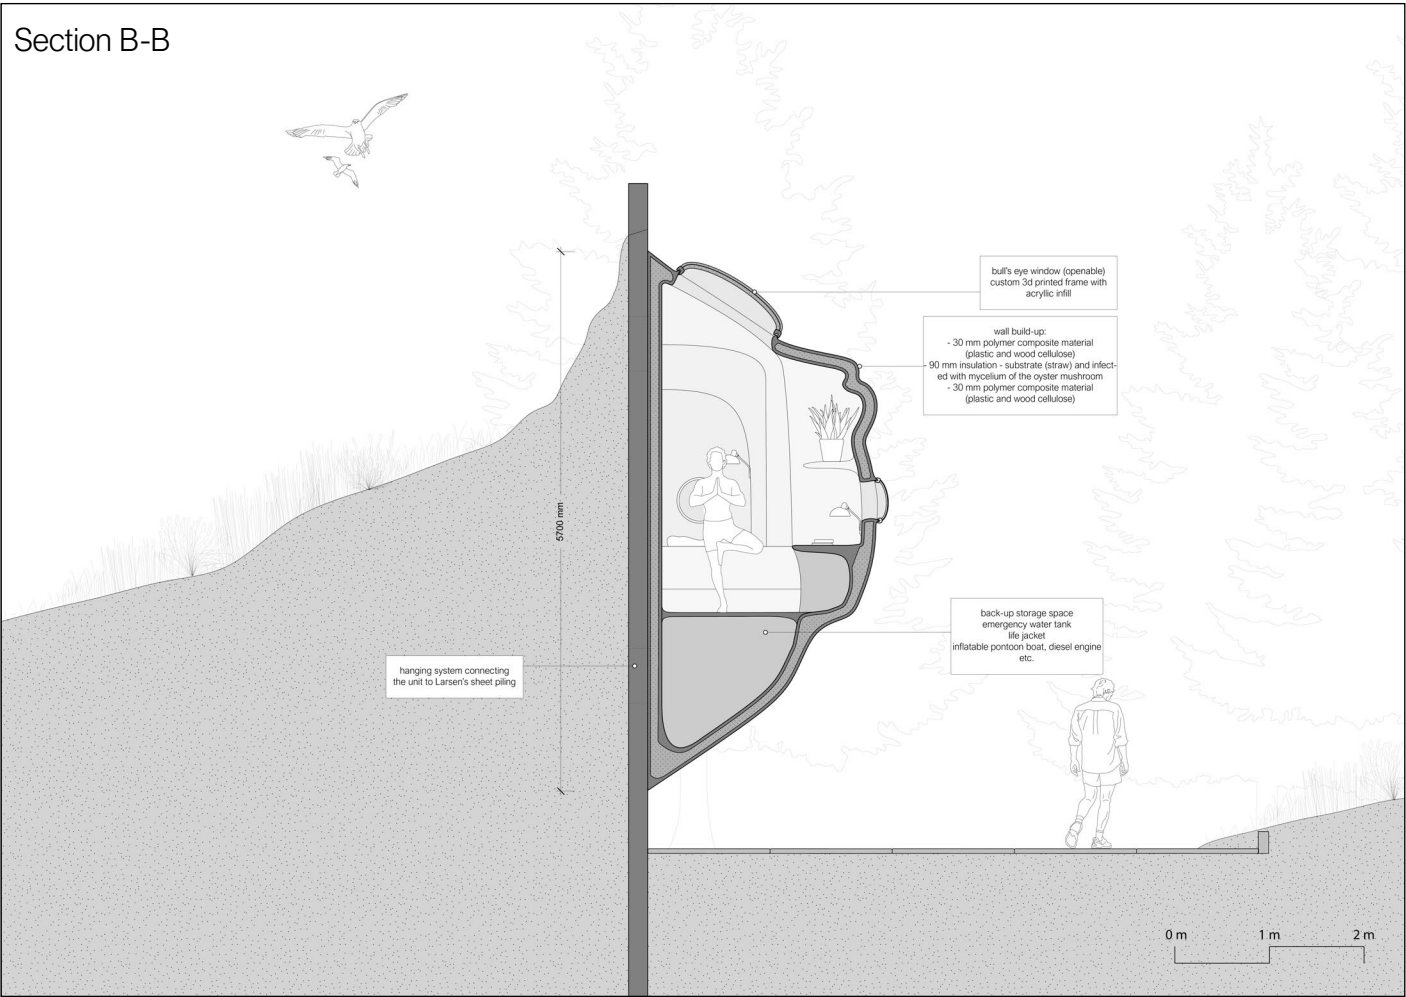 Section B-B
bull's eye window (openable)
custom 3d printed frame with
acryllic infill
wall build-up:
- 30 mm polymer composite material
(plastic and wood cellulose)
- 90 mm insulation - substrate (straw) and infect-
ed with mycelium of the oyster mushroom
- 30 mm polymer composite material
(plastic and wood cellulose)
5700 mm
back-up storage space
emergency water tank
life jacket
inflatable pontoon boat, diesel engine
etc.
hanging system connecting
the unit to Larsen's sheet piling
0 m 1 m 2 m